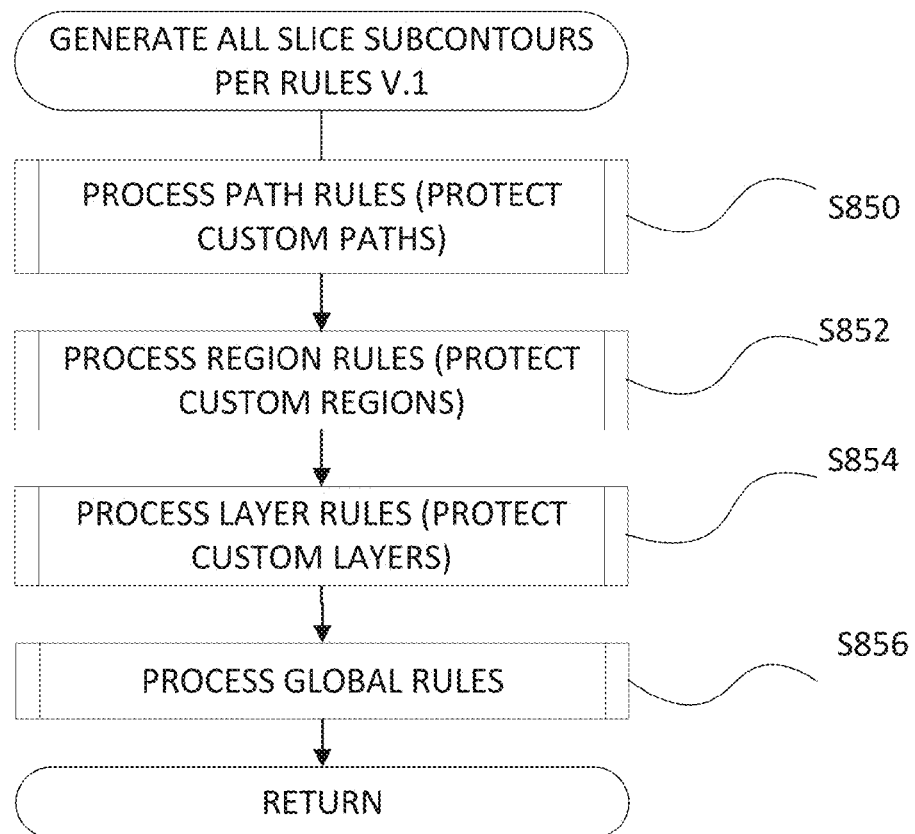 GENERATE ALL SLICE SUBCONTOURS
PER RULES V.1
PROCESS PATH RULES (PROTECT
CUSTOM PATHS)
S850
PROCESS REGION RULES (PROTECT
CUSTOM REGIONS)
S852
PROCESS LAYER RULES (PROTECT
CUSTOM LAYERS)
S854
PROCESS GLOBAL RULES
S856
RETURN